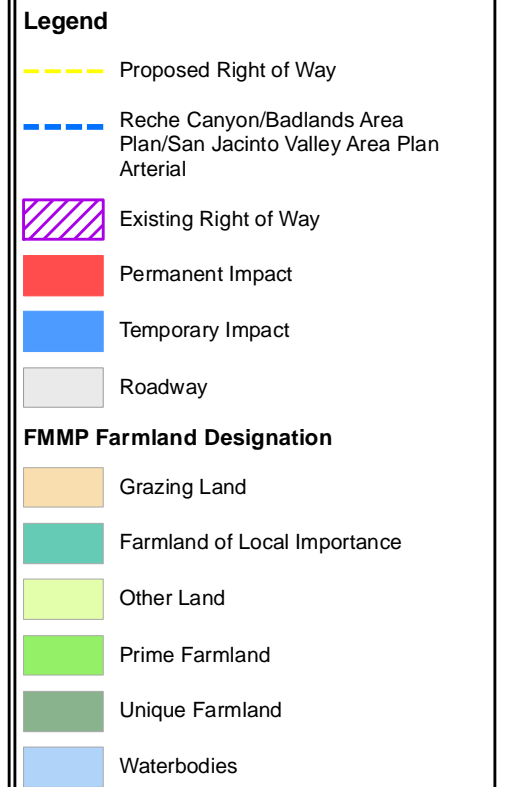 Legend
Proposed Right of Way
Reche Canyon/Badlands Area
Plan/San Jacinto Valley Area Plan
Arterial
Existing Right of Way
Permanent Impact
Temporary Impact
Roadway
FMMP Farmland Designation
Grazing Land
Farmland of Local Importance
Other Land
Prime Farmland
Unique Farmland
Waterbodies